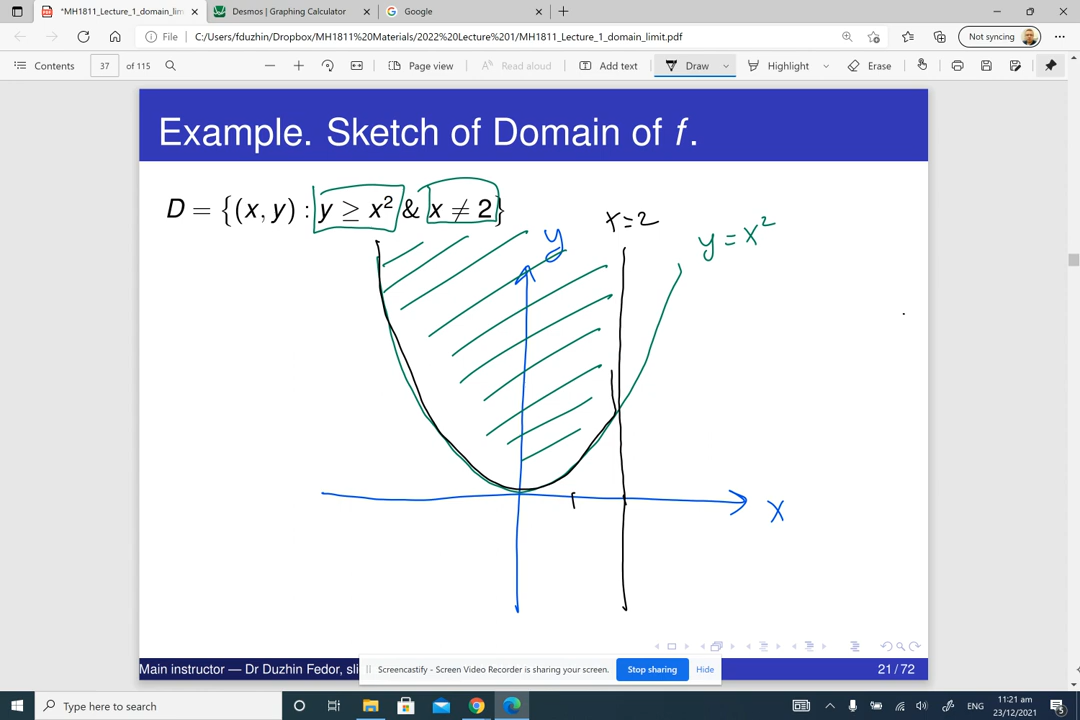 *MH1811_Lecture_1_domain_limit.p
Desmos | Graphing Calculator
Google
File
C:/Users/fduzhin/Dropbox/MH1811%20Materials/2022%20Lecture%201/MH1811_Lecture_1_domain_limit.pdf
Not syncing
Contents
37 of 115
Page view
Read aloud
Add text
Draw
Highlight
Erase
Example. Sketch of Domain of f.
D = {(x, y) : y ≥ x² & x ≠ 2}
x=2
y
y = x²
x
Main instructor — Dr Duzhin Fedor, sli
Screencastify - Screen Video Recorder is sharing your screen.
Stop sharing
Hide
21 / 72
Type here to search
ENG
11:21 am
23/12/2021
5